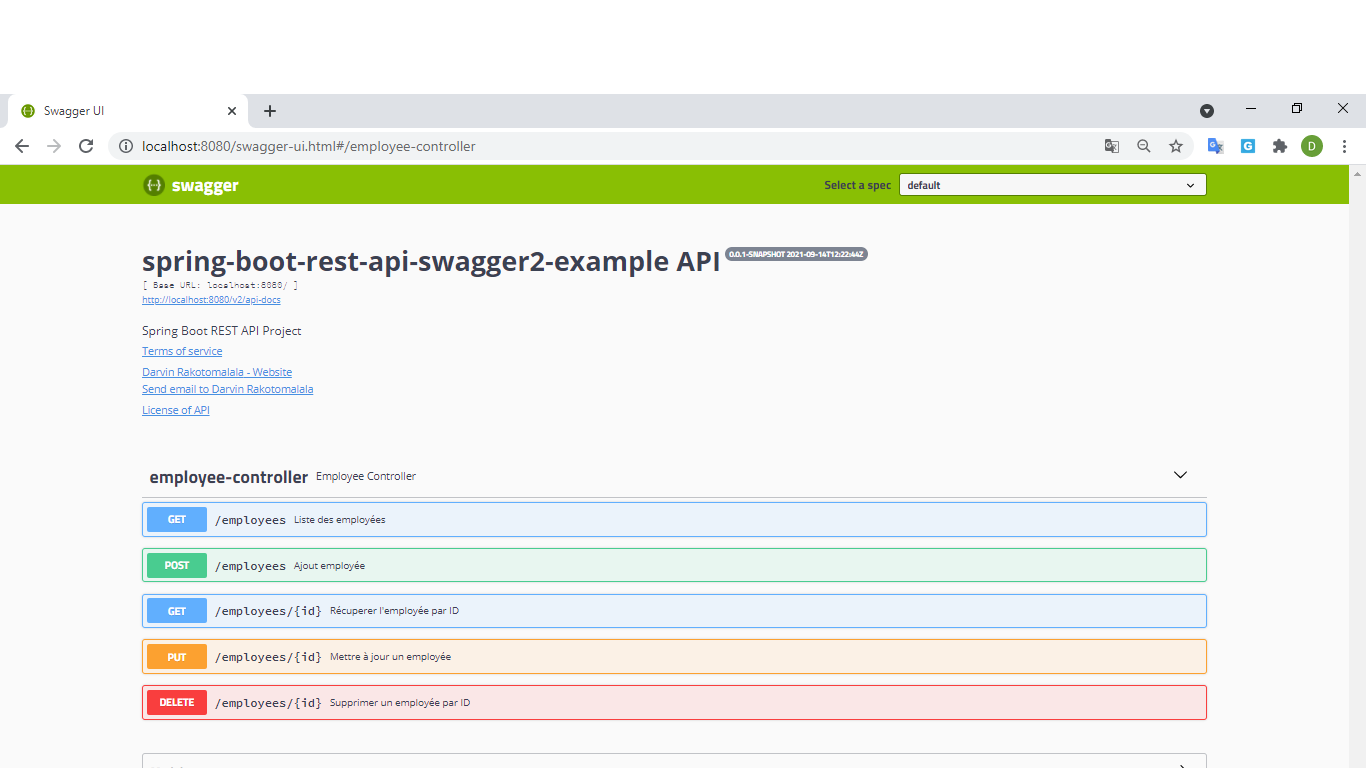 Swagger UI
localhost:8080/swagger-ui.html#/employee-controller
G
D
swagger
Select a spec default
spring-boot-rest-api-swagger2-example API 0.0.1-SNAPSHOT 2021-09-14T12:22:44Z
[ Base URL: localhost:8080/ ]
http://localhost:8080/v2/api-docs
Spring Boot REST API Project
Terms of service
Darvin Rakotomalala - Website
Send email to Darvin Rakotomalala
License of API
employee-controller Employee Controller
GET /employees Liste des employées
POST /employees Ajout employée
GET /employees/{id} Récuperer l'employée par ID
PUT /employees/{id} Mettre à jour un employée
DELETE /employees/{id} Supprimer un employée par ID